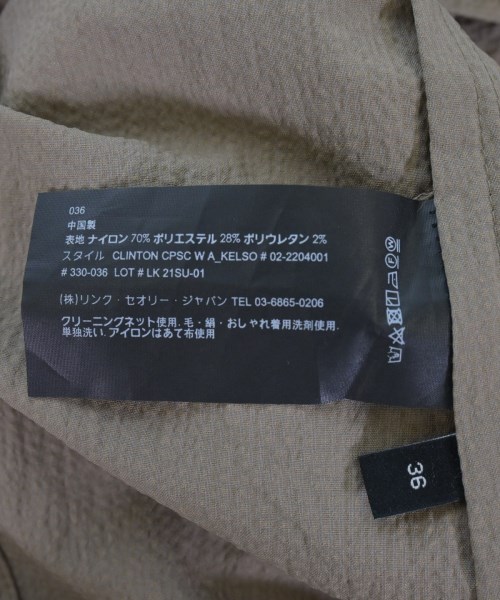 036
中国製
表地 ナイロン 70% ポリエステル 28% ポリウレタン 2%
スタイル CLINTON CPSC W A_KELSO # 02-2204001
# 330-036 LOT # LK 21SU-01
(株)リンク・セオリー・ジャパン TEL 03-6865-0206
クリーニングネット使用. 毛・絹・おしゃれ着用洗剤使用.
単独洗い. アイロンはあて布使用
36